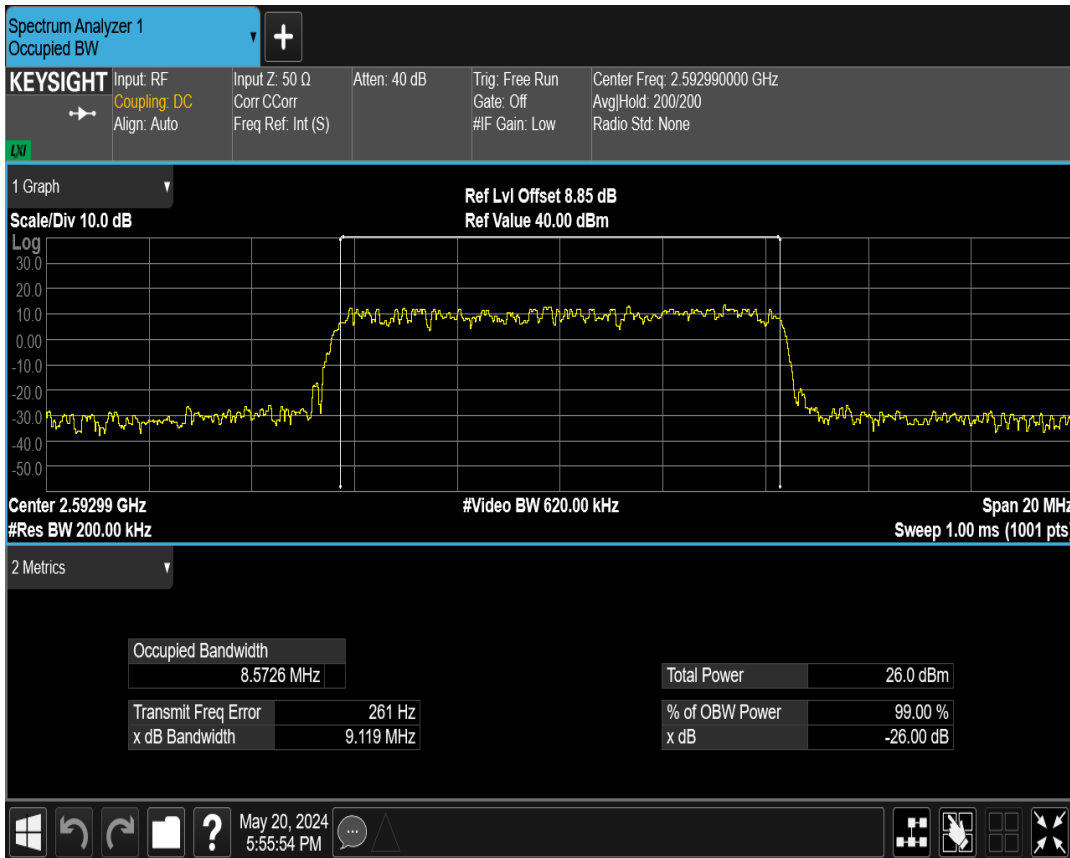 Spectrum Analyzer 1
Occupied BW
+
KEYSIGHT
LXI
Input: RF
Coupling: DC
Align: Auto
Input Z: 50 Ω
Corr CCorr
Freq Ref: Int (S)
Atten: 40 dB
Trig: Free Run
Gate: Off
#IF Gain: Low
Center Freq: 2.592990000 GHz
Avg|Hold: 200/200
Radio Std: None
1 Graph
Scale/Div 10.0 dB
Ref Lvl Offset 8.85 dB
Ref Value 40.00 dBm
Log
30.0
20.0
10.0
0.00
-10.0
-20.0
-30.0
-40.0
-50.0
Center 2.59299 GHz
#Video BW 620.00 kHz
Span 20 MHz
#Res BW 200.00 kHz
Sweep 1.00 ms (1001 pts)
2 Metrics
Occupied Bandwidth
8.5726 MHz
Total Power 26.0 dBm
Transmit Freq Error 261 Hz
% of OBW Power 99.00 %
x dB Bandwidth 9.119 MHz
x dB -26.00 dB
?
May 20, 2024
5:55:54 PM